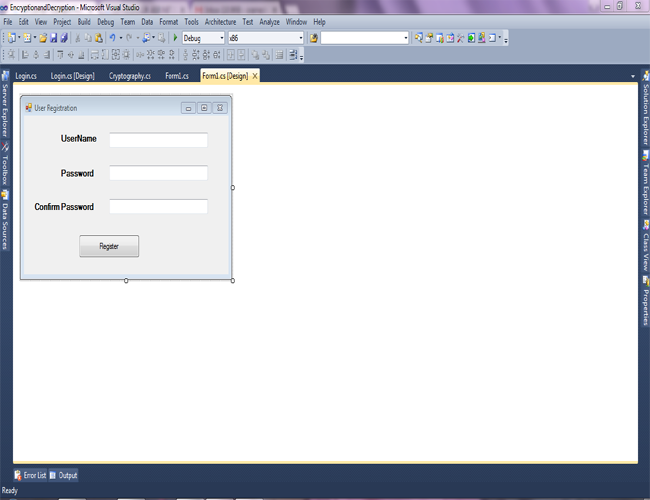 EncryptionandDecryption - Microsoft Visual Studio
File Edit View Project Build Debug Team Data Format Tools Architecture Test Analyze Window Help
Debug x86
Login.cs Login.cs [Design] Cryptography.cs Form1.cs Form1.cs [Design] X
Server Explorer
Toolbox
Data Sources
User Registration
UserName
Password
Confirm Password
Register
Solution Explorer
Team Explorer
Class View
Properties
Error List Output
Ready